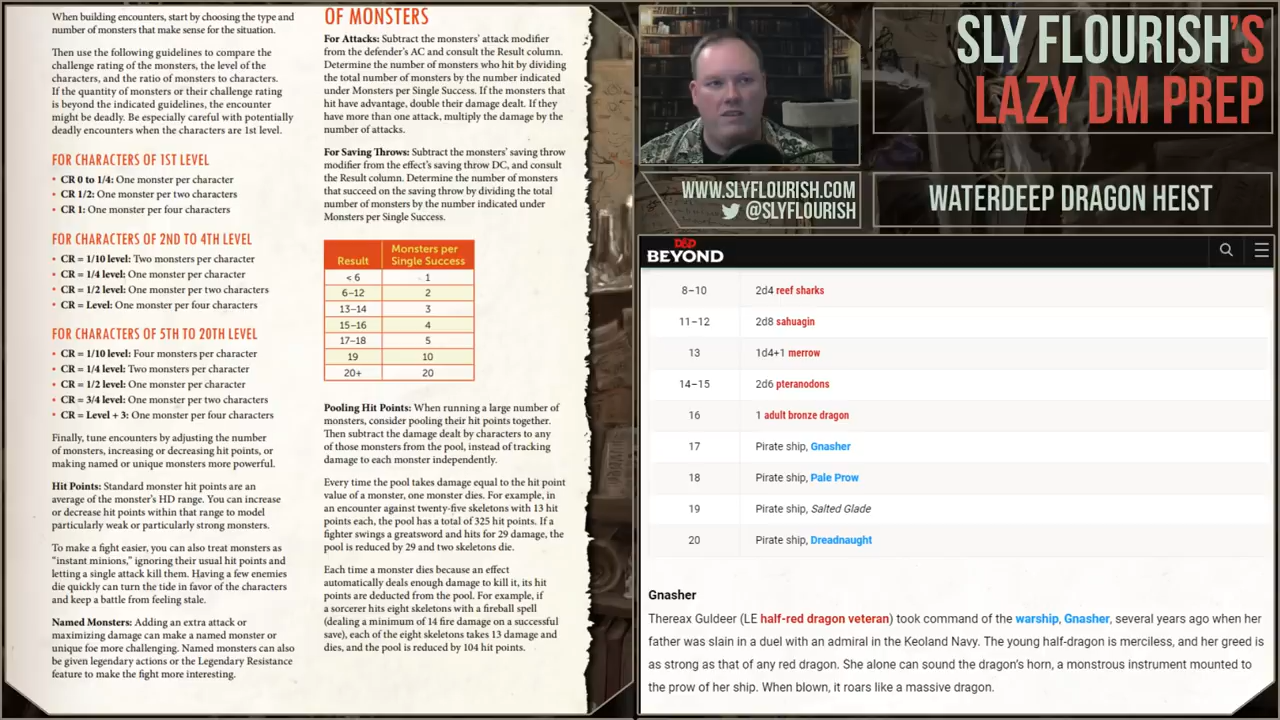 When building encounters, start by choosing the type and
number of monsters that make sense for the situation.
Then use the following guidelines to compare the
challenge rating of the monsters, the level of the
characters, and the ratio of monsters to characters.
If the quantity of monsters or their challenge rating
is beyond the indicated guidelines, the encounter
might be deadly. Be especially careful with potentially
deadly encounters when the characters are 1st level.
FOR CHARACTERS OF 1ST LEVEL
• CR 0 to 1/4: One monster per character
• CR 1/2: One monster per two characters
• CR 1: One monster per four characters
FOR CHARACTERS OF 2ND TO 4TH LEVEL
• CR = 1/10 level: Two monsters per character
• CR = 1/4 level: One monster per character
• CR = 1/2 level: One monster per two characters
• CR = Level: One monster per four characters
FOR CHARACTERS OF 5TH TO 20TH LEVEL
• CR = 1/10 level: Four monsters per character
• CR = 1/4 level: Two monsters per character
• CR = 1/2 level: One monster per character
• CR = 3/4 level: One monster per two characters
• CR = Level + 3: One monster per four characters
Finally, tune encounters by adjusting the number
of monsters, increasing or decreasing hit points, or
making named or unique monsters more powerful.
Hit Points: Standard monster hit points are an
average of the monster's HD range. You can increase
or decrease hit points within that range to model
particularly weak or particularly strong monsters.
To make a fight easier, you can also treat monsters as
"instant minions," ignoring their usual hit points and
letting a single attack kill them. Having a few enemies
die quickly can turn the tide in favor of the characters
and keep a battle from feeling stale.
Named Monsters: Adding an extra attack or
maximizing damage can make a named monster or
unique foe more challenging. Named monsters can also
be given legendary actions or the Legendary Resistance
feature to make the fight more interesting.
OF MONSTERS
For Attacks: Subtract the monsters' attack modifier
from the defender's AC and consult the Result column.
Determine the number of monsters who hit by dividing
the total number of monsters by the number indicated
under Monsters per Single Success. If the monsters that
hit have advantage, double their damage dealt. If they
have more than one attack, multiply the damage by the
number of attacks.
For Saving Throws: Subtract the monsters' saving throw
modifier from the effect's saving throw DC, and consult
the Result column. Determine the number of monsters
that succeed on the saving throw by dividing the total
number of monsters by the number indicated under
Monsters per Single Success.
Result Monsters per Single Success
< 6 1
6–12 2
13–14 3
15–16 4
17–18 5
19 10
20+ 20
Pooling Hit Points: When running a large number of
monsters, consider pooling their hit points together.
Then subtract the damage dealt by characters to any
of those monsters from the pool, instead of tracking
damage to each monster independently.
Every time the pool takes damage equal to the hit point
value of a monster, one monster dies. For example, in
an encounter against twenty-five skeletons with 13 hit
points each, the pool has a total of 325 hit points. If a
fighter swings a greatsword and hits for 29 damage, the
pool is reduced by 29 and two skeletons die.
Each time a monster dies because an effect
automatically deals enough damage to kill it, its hit
points are deducted from the pool. For example, if
a sorcerer hits eight skeletons with a fireball spell
(dealing a minimum of 14 fire damage on a successful
save), each of the eight skeletons takes 13 damage and
dies, and the pool is reduced by 104 hit points.
SLY FLOURISH'S
LAZY DM PREP
WWW.SLYFLOURISH.COM
@SLYFLOURISH
WATERDEEP DRAGON HEIST
D&D
BEYOND
8–10 2d4 reef sharks
11–12 2d8 sahuagin
13 1d4+1 merrow
14–15 2d6 pteranodons
16 1 adult bronze dragon
17 Pirate ship, Gnasher
18 Pirate ship, Pale Prow
19 Pirate ship, Salted Glade
20 Pirate ship, Dreadnaught
Gnasher
Thereax Guldeer (LE half-red dragon veteran) took command of the warship, Gnasher, several years ago when her
father was slain in a duel with an admiral in the Keoland Navy. The young half-dragon is merciless, and her greed is
as strong as that of any red dragon. She alone can sound the dragon's horn, a monstrous instrument mounted to
the prow of her ship. When blown, it roars like a massive dragon.